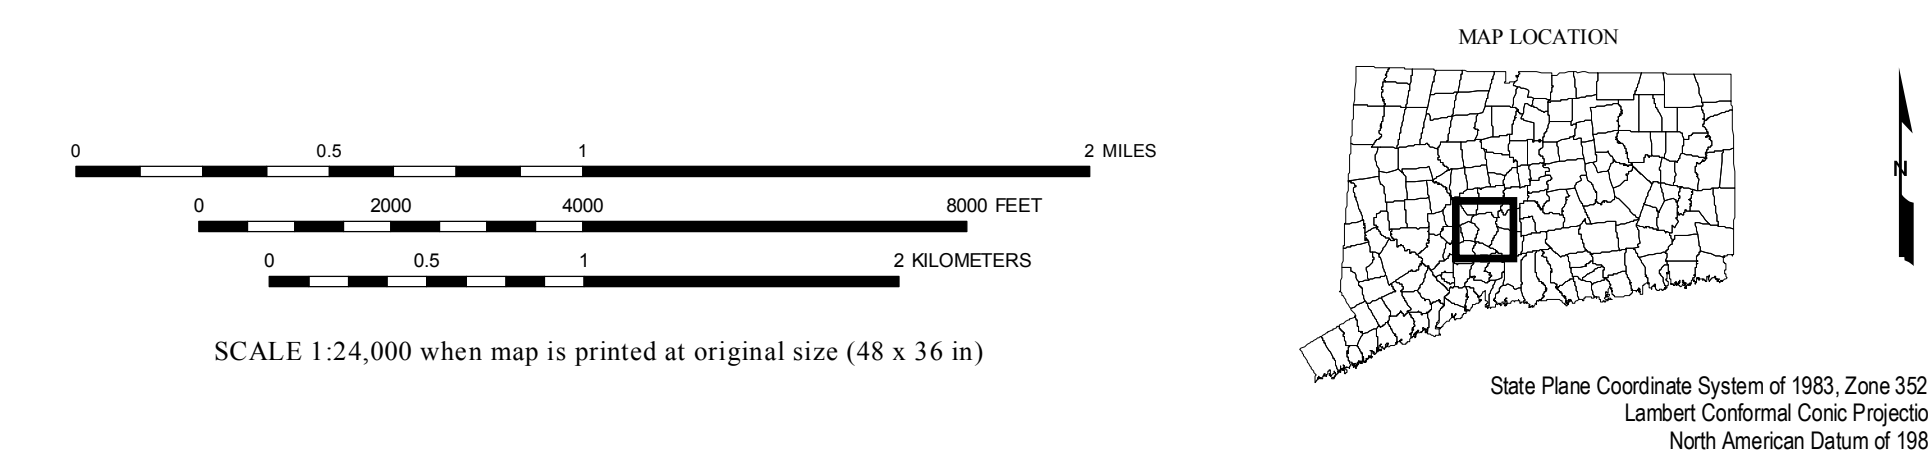 MAP LOCATION
0 0.5 1 2 MILES
0 2000 4000 8000 FEET
0 0.5 1 2 KILOMETERS
N
SCALE 1:24,000 when map is printed at original size (48 x 36 in)
State Plane Coordinate System of 1983, Zone 352
Lambert Conformal Conic Projectio
North American Datum of 198